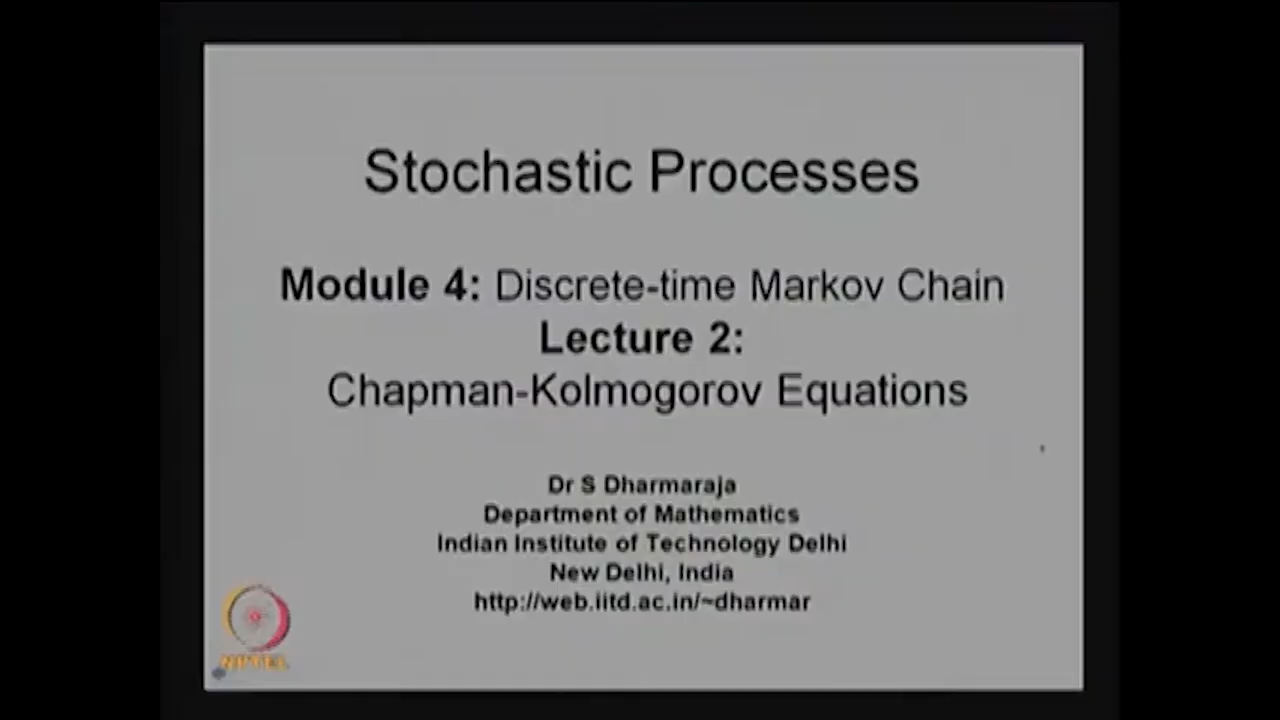 Stochastic Processes
Module 4: Discrete-time Markov Chain
Lecture 2:
Chapman-Kolmogorov Equations
Dr S Dharmaraja
Department of Mathematics
Indian Institute of Technology Delhi
New Delhi, India
http://web.iitd.ac.in/~dharmar
NPTEL